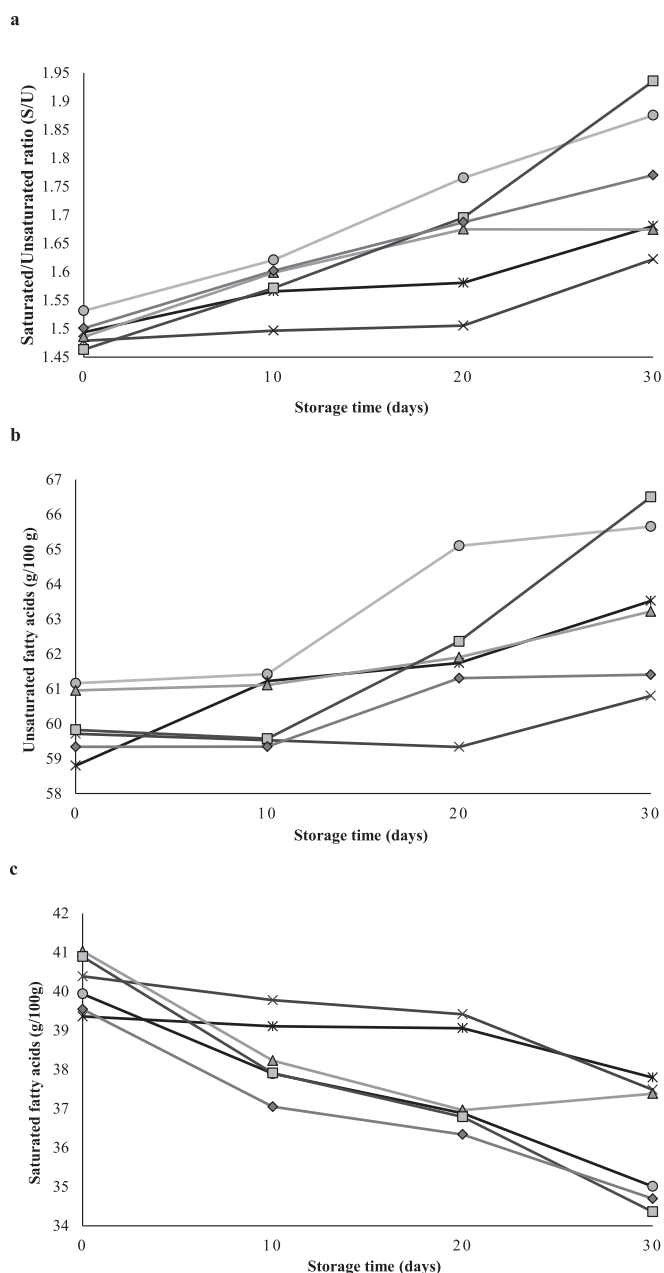 a
Saturated/Unsaturated ratio (S/U)
1.95
1.9
1.85
1.8
1.75
1.7
1.65
1.6
1.55
1.5
1.45
0 10 20 30
Storage time (days)
b
Unsaturated fatty acids (g/100 g)
67
66
65
64
63
62
61
60
59
58
0 10 20 30
Storage time (days)
c
Saturated fatty acids (g/100g)
42
41
40
39
38
37
36
35
34
0 10 20 30
Storage time (days)